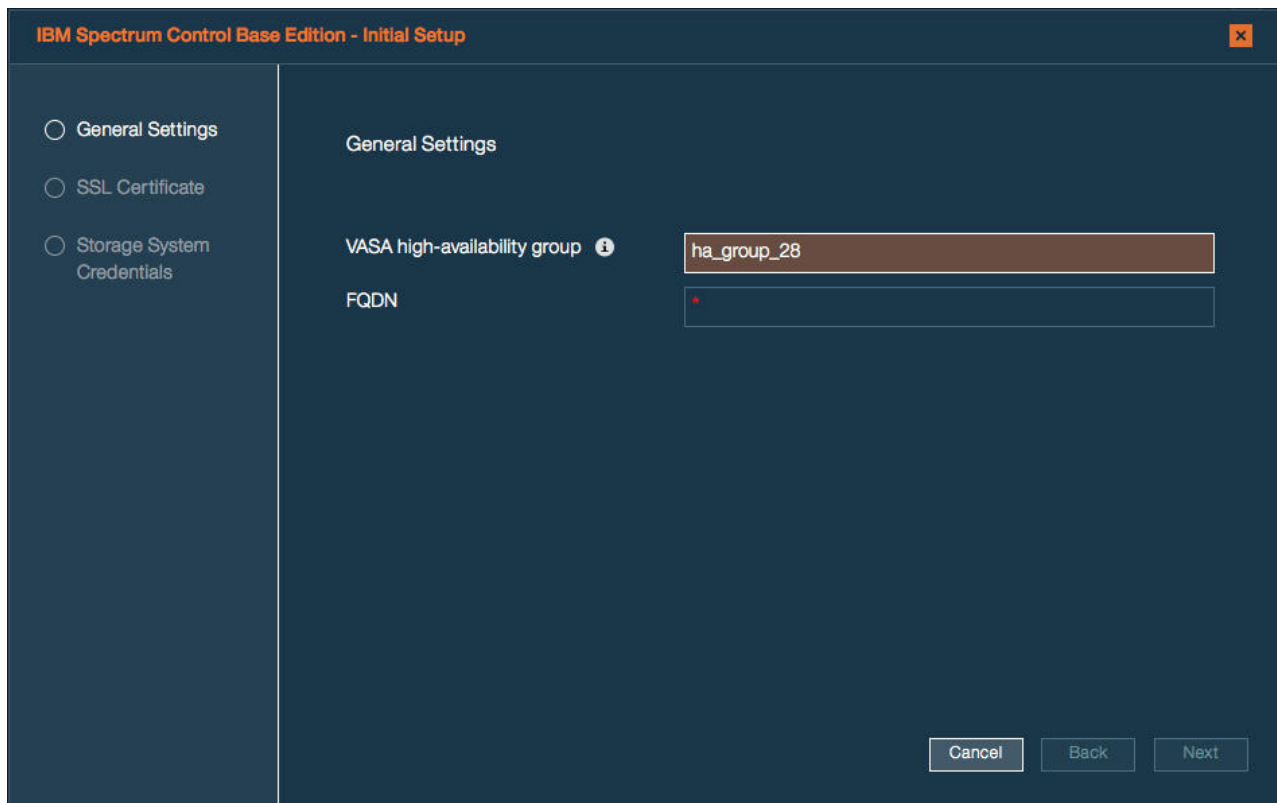 IBM Spectrum Control Base Edition - Initial Setup
General Settings
SSL Certificate
Storage System
Credentials
General Settings
VASA high-availability group
ha_group_28
FQDN
*
Cancel
Back
Next